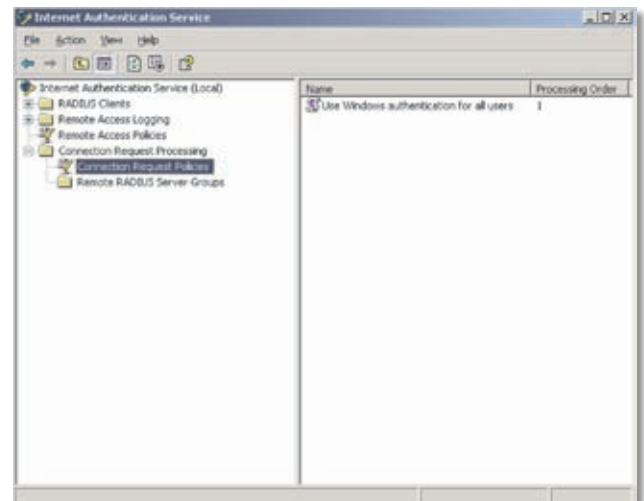 Internet Authentication Service
File Action View Help
Internet Authentication Service (Local)
RADIUS Clients
Remote Access Logging
Remote Access Policies
Connection Request Processing
Connection Request Policies
Remote RADIUS Server Groups
Name Processing Order
Use Windows authentication for all users 1